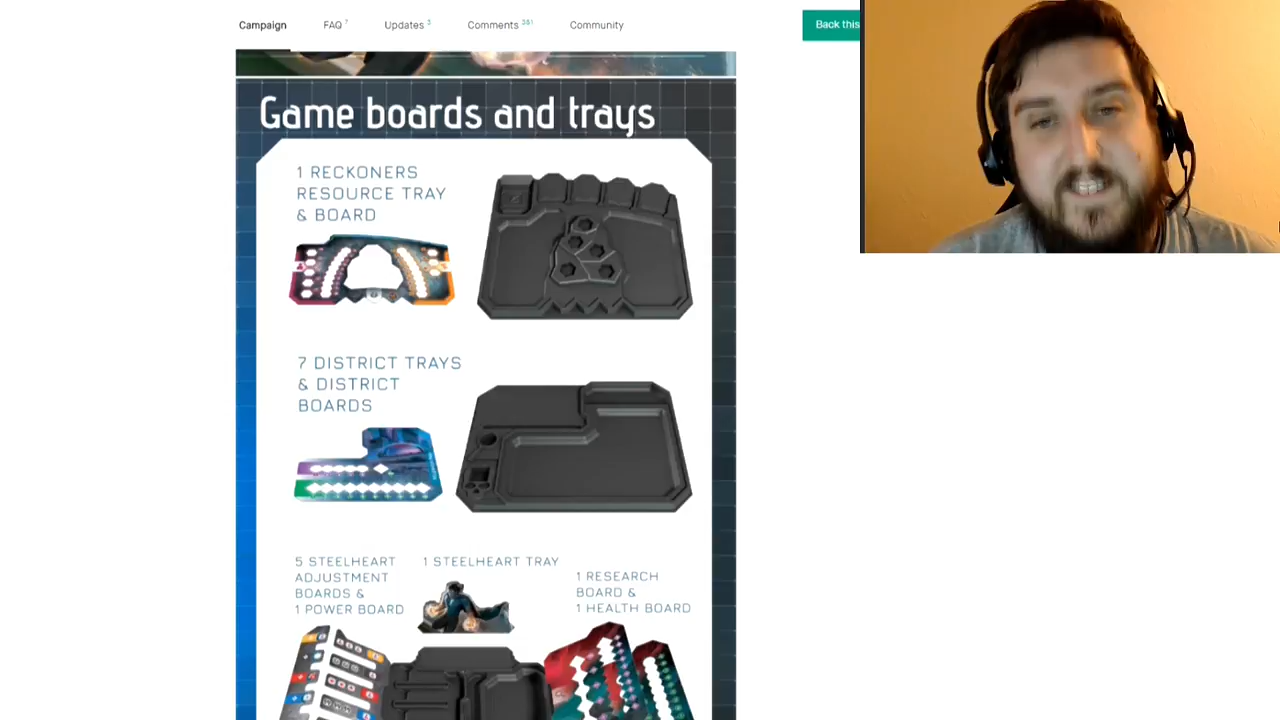 Campaign FAQ 7 Updates 3 Comments 381 Community Back this
Game boards and trays
1 RECKONERS
RESOURCE TRAY
& BOARD
7 DISTRICT TRAYS
& DISTRICT
BOARDS
5 STEELHEART
ADJUSTMENT
BOARDS &
1 POWER BOARD
1 STEELHEART TRAY
1 RESEARCH
BOARD &
1 HEALTH BOARD